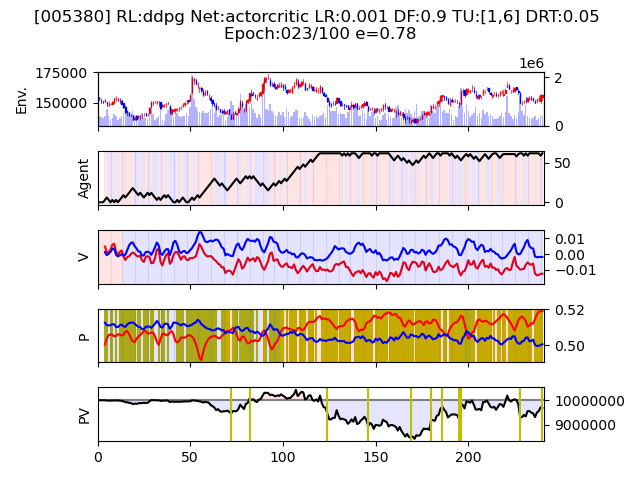 [005380] RL:ddpg Net:actorcritic LR:0.001 DF:0.9 TU:[1,6] DRT:0.05
Epoch:023/100 e=0.78
1e6
175000
150000
Env.
2
0
Agent
50
0
V
0.01
0.00
−0.01
P
0.52
0.50
PV
10000000
9000000
0
50
100
150
200